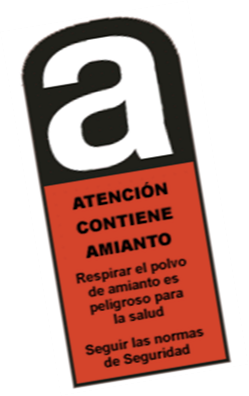 a
ATENCIÓN
CONTIENE
AMIANTO
Respirar el polvo
de amianto es
peligroso para
la salud
Seguir las normas
de Seguridad